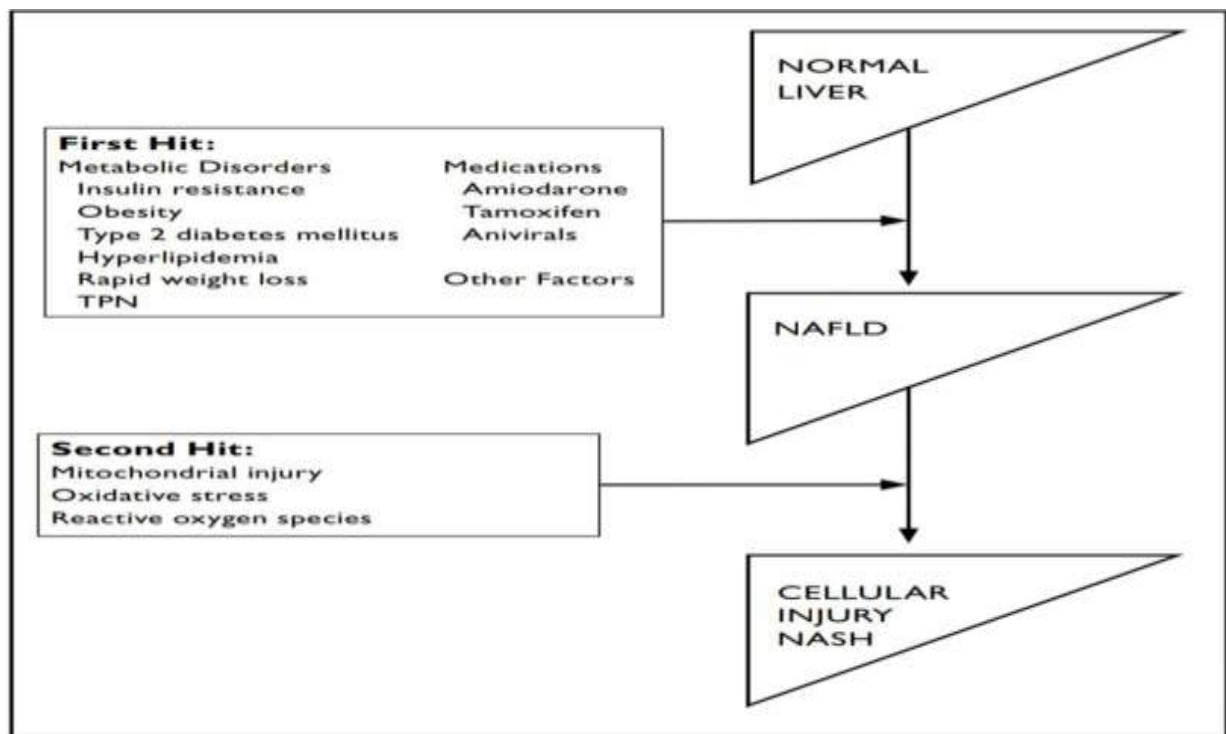 NORMAL
LIVER
First Hit:
Metabolic Disorders Medications
Insulin resistance Amiodarone
Obesity Tamoxifen
Type 2 diabetes mellitus Anivirals
Hyperlipidemia
Rapid weight loss Other Factors
TPN
NAFLD
Second Hit:
Mitochondrial injury
Oxidative stress
Reactive oxygen species
CELLULAR
INJURY
NASH